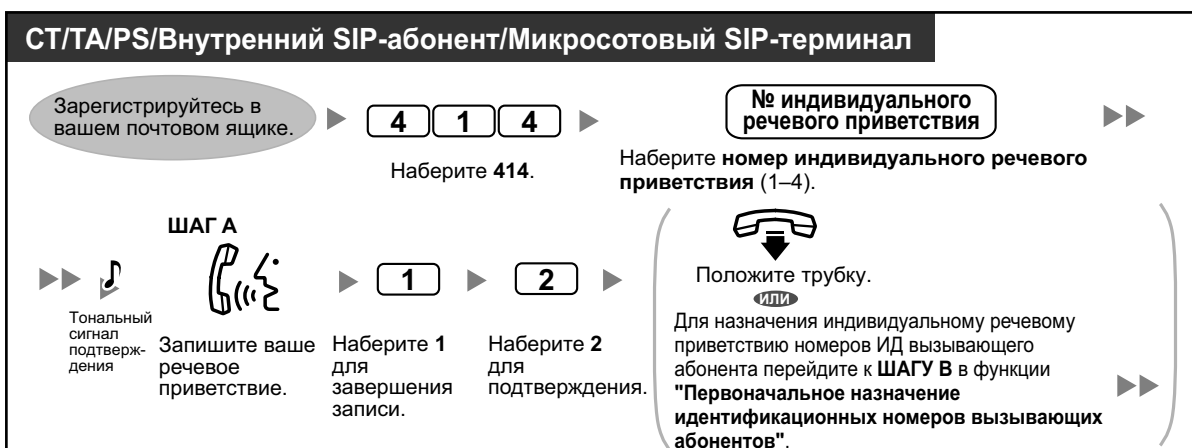 СТ/ТА/PS/Внутренний SIP-абонент/Микросотовый SIP-терминал
Зарегистрируйтесь в
вашем почтовом ящике.
4 1 4
Наберите 414.
№ индивидуального
речевого приветствия
Наберите номер индивидуального речевого
приветствия (1–4).
Тональный
сигнал
подтверж-
дения
ШАГ А
Запишите ваше
речевое
приветствие.
1
Наберите 1
для
завершения
записи.
2
Наберите 2
для
подтверждения.
Положите трубку.
ИЛИ
Для назначения индивидуальному речевому
приветствию номеров ИД вызывающего
абонента перейдите к ШАГУ В в функции
"Первоначальное назначение
идентификационных номеров вызывающих
абонентов".